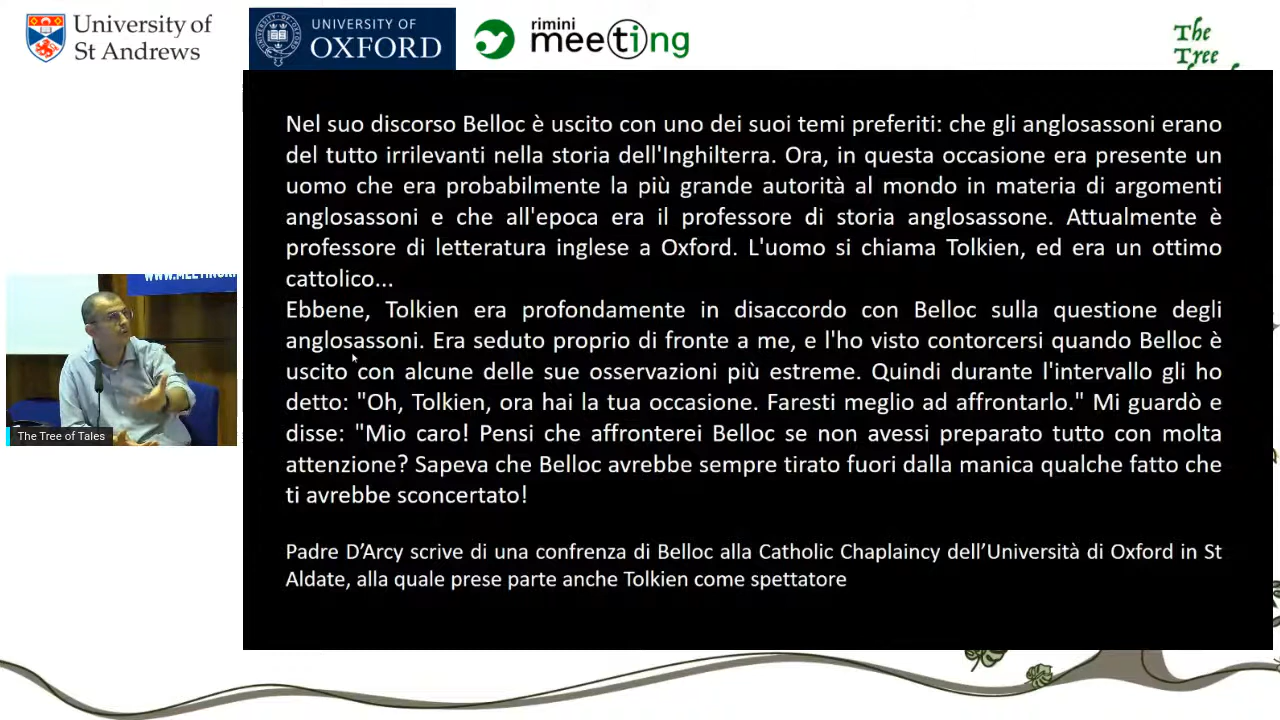 University of
St Andrews
UNIVERSITY OF
OXFORD
rimini
meeting
The
Tree
Nel suo discorso Belloc è uscito con uno dei suoi temi preferiti: che gli anglosassoni erano
del tutto irrilevanti nella storia dell'Inghilterra. Ora, in questa occasione era presente un
uomo che era probabilmente la più grande autorità al mondo in materia di argomenti
anglosassoni e che all'epoca era il professore di storia anglosassone. Attualmente è
professore di letteratura inglese a Oxford. L'uomo si chiama Tolkien, ed era un ottimo
cattolico...
Ebbene, Tolkien era profondamente in disaccordo con Belloc sulla questione degli
anglosassoni. Era seduto proprio di fronte a me, e l'ho visto contorcersi quando Belloc è
uscito con alcune delle sue osservazioni più estreme. Quindi durante l'intervallo gli ho
detto: "Oh, Tolkien, ora hai la tua occasione. Faresti meglio ad affrontarlo." Mi guardò e
disse: "Mio caro! Pensi che affronterei Belloc se non avessi preparato tutto con molta
attenzione? Sapeva che Belloc avrebbe sempre tirato fuori dalla manica qualche fatto che
ti avrebbe sconcertato!
Padre D’Arcy scrive di una confrenza di Belloc alla Catholic Chaplaincy dell’Università di Oxford in St
Aldate, alla quale prese parte anche Tolkien come spettatore
The Tree of Tales